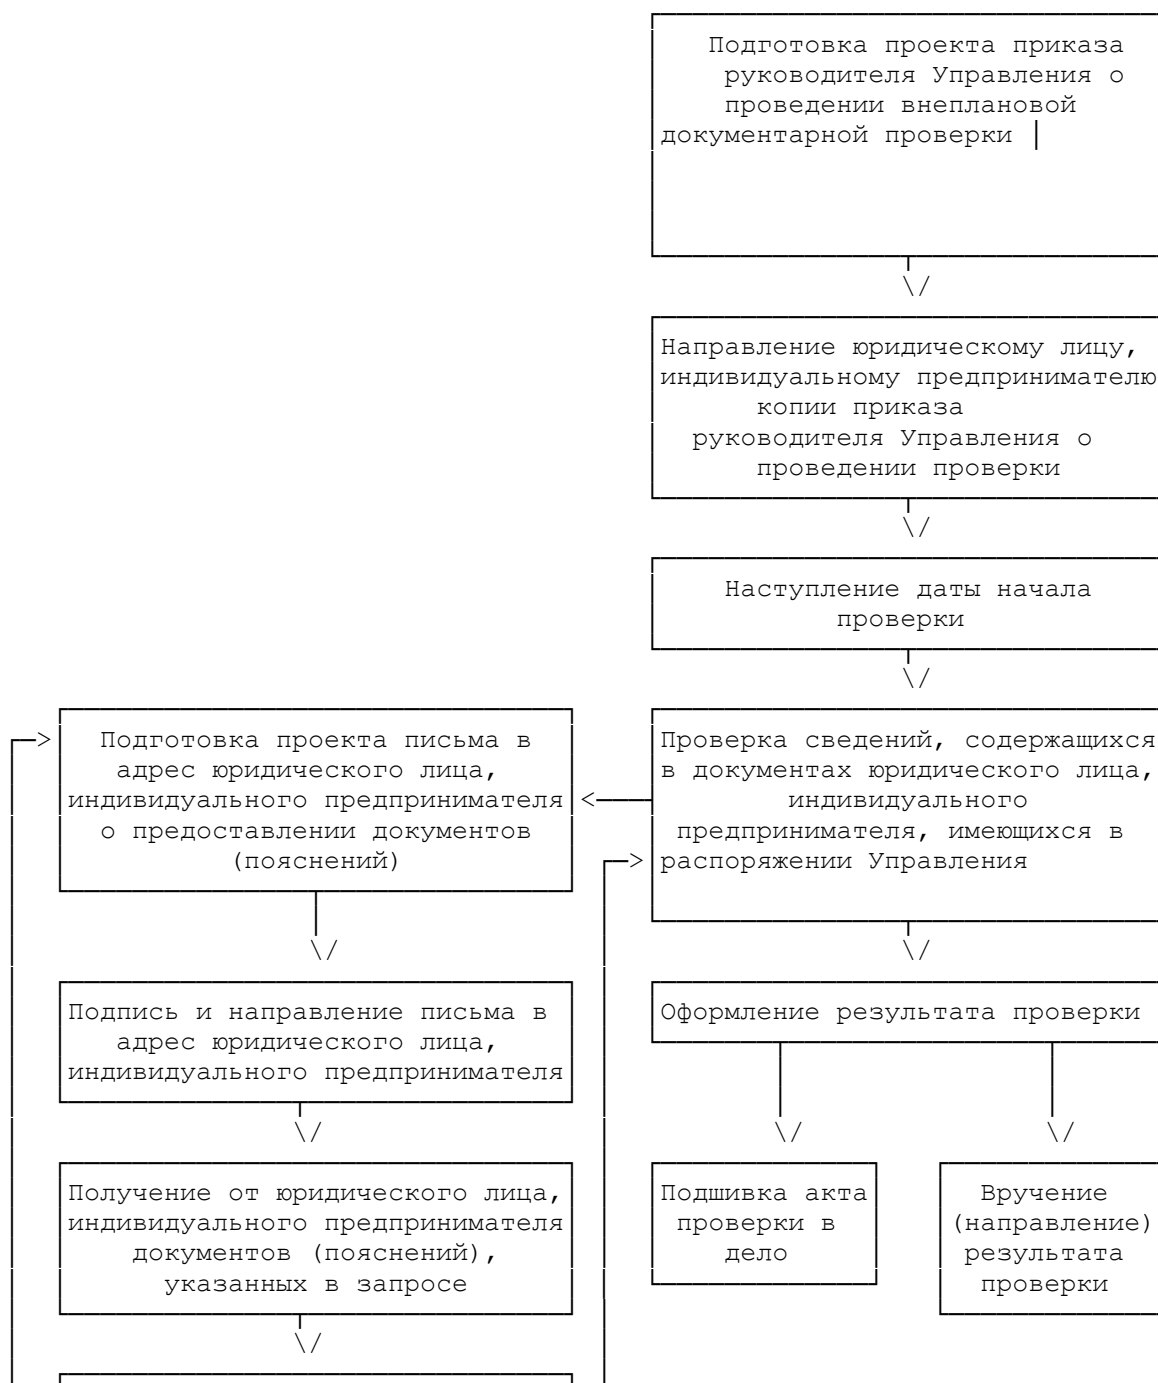 Подготовка проекта приказа
руководителя Управления о
проведении внеплановой
документарной проверки
Направление юридическому лицу,
индивидуальному предпринимателю
копии приказа
руководителя Управления о
проведении проверки
Наступление даты начала
проверки
Подготовка проекта письма в
адрес юридического лица,
индивидуального предпринимателя
о предоставлении документов
(пояснений)
Проверка сведений, содержащихся
в документах юридического лица,
индивидуального
предпринимателя, имеющихся в
распоряжении Управления
Подпись и направление письма в
адрес юридического лица,
индивидуального предпринимателя
Оформление результата проверки
Получение от юридического лица,
индивидуального предпринимателя
документов (пояснений),
указанных в запросе
Подшивка акта
проверки в
дело
Вручение
(направление)
результата
проверки